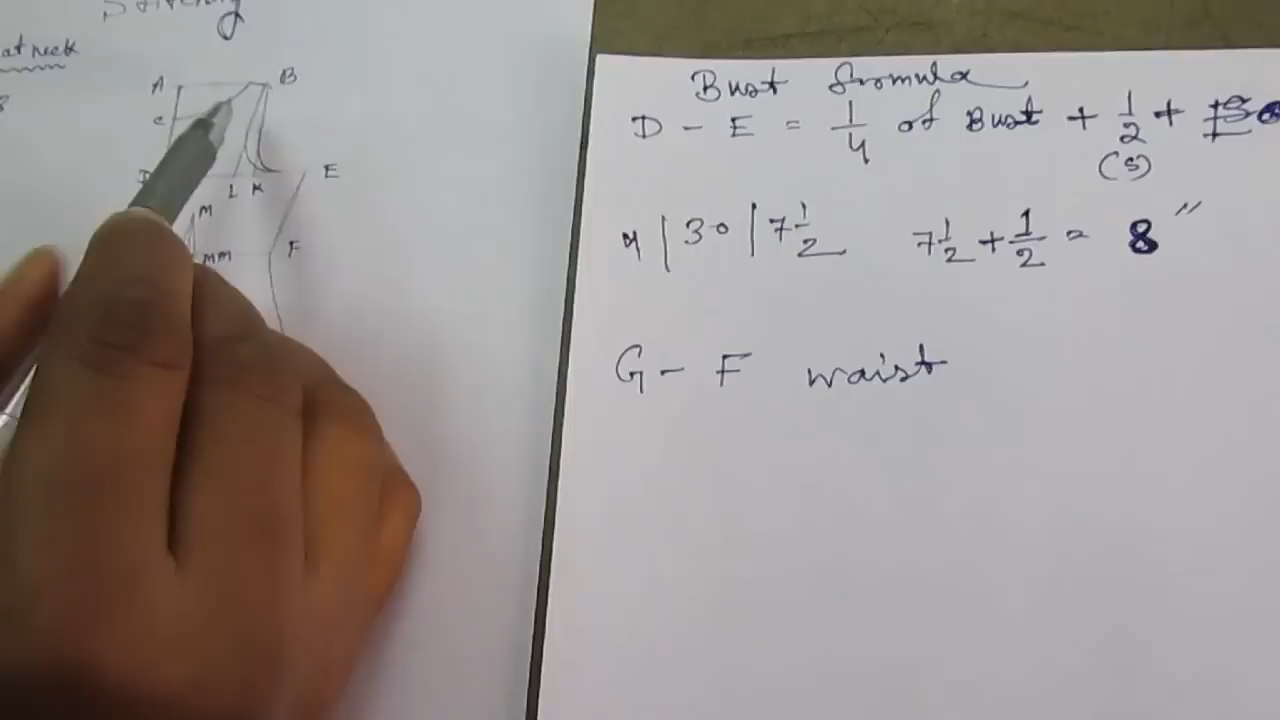 at neck
A B
C
L K E
M
MM F
Bust formula
D - E = 1/4 of Bust + 1/2 +
(S)
4 | 30 | 7 1/2 7 1/2 + 1/2 = 8"
G - F waist